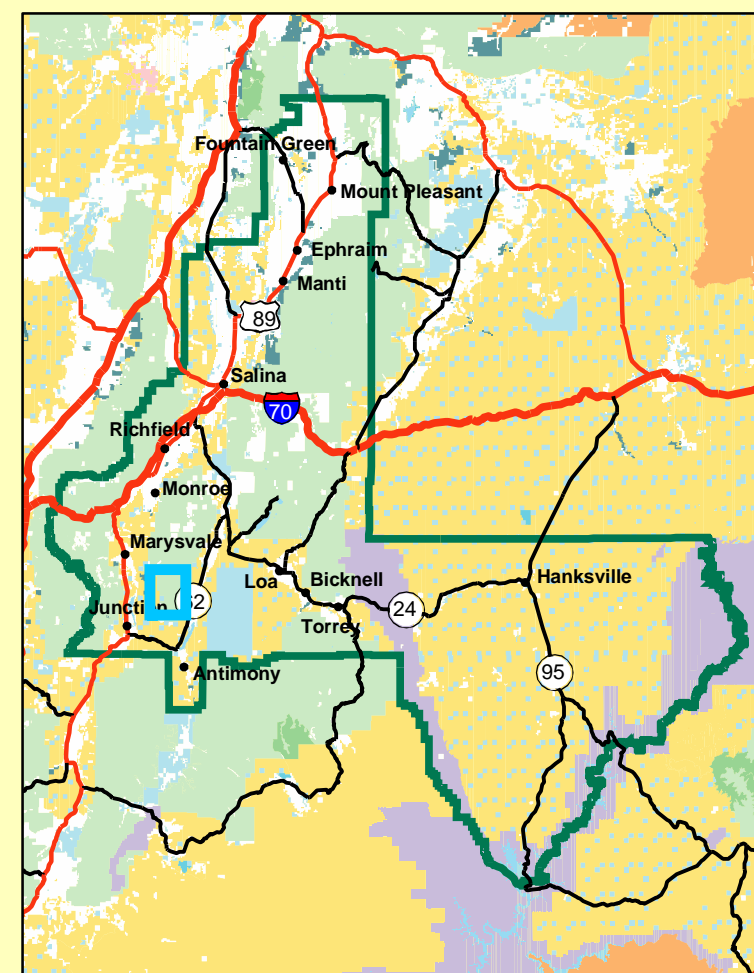 Fountain Green
Mount Pleasant
Ephraim
Manti
89
Salina
70
Richfield
Monroe
Marysvale
Loa
Bicknell
Hanksville
Junction
24
Torrey
Antimony
95